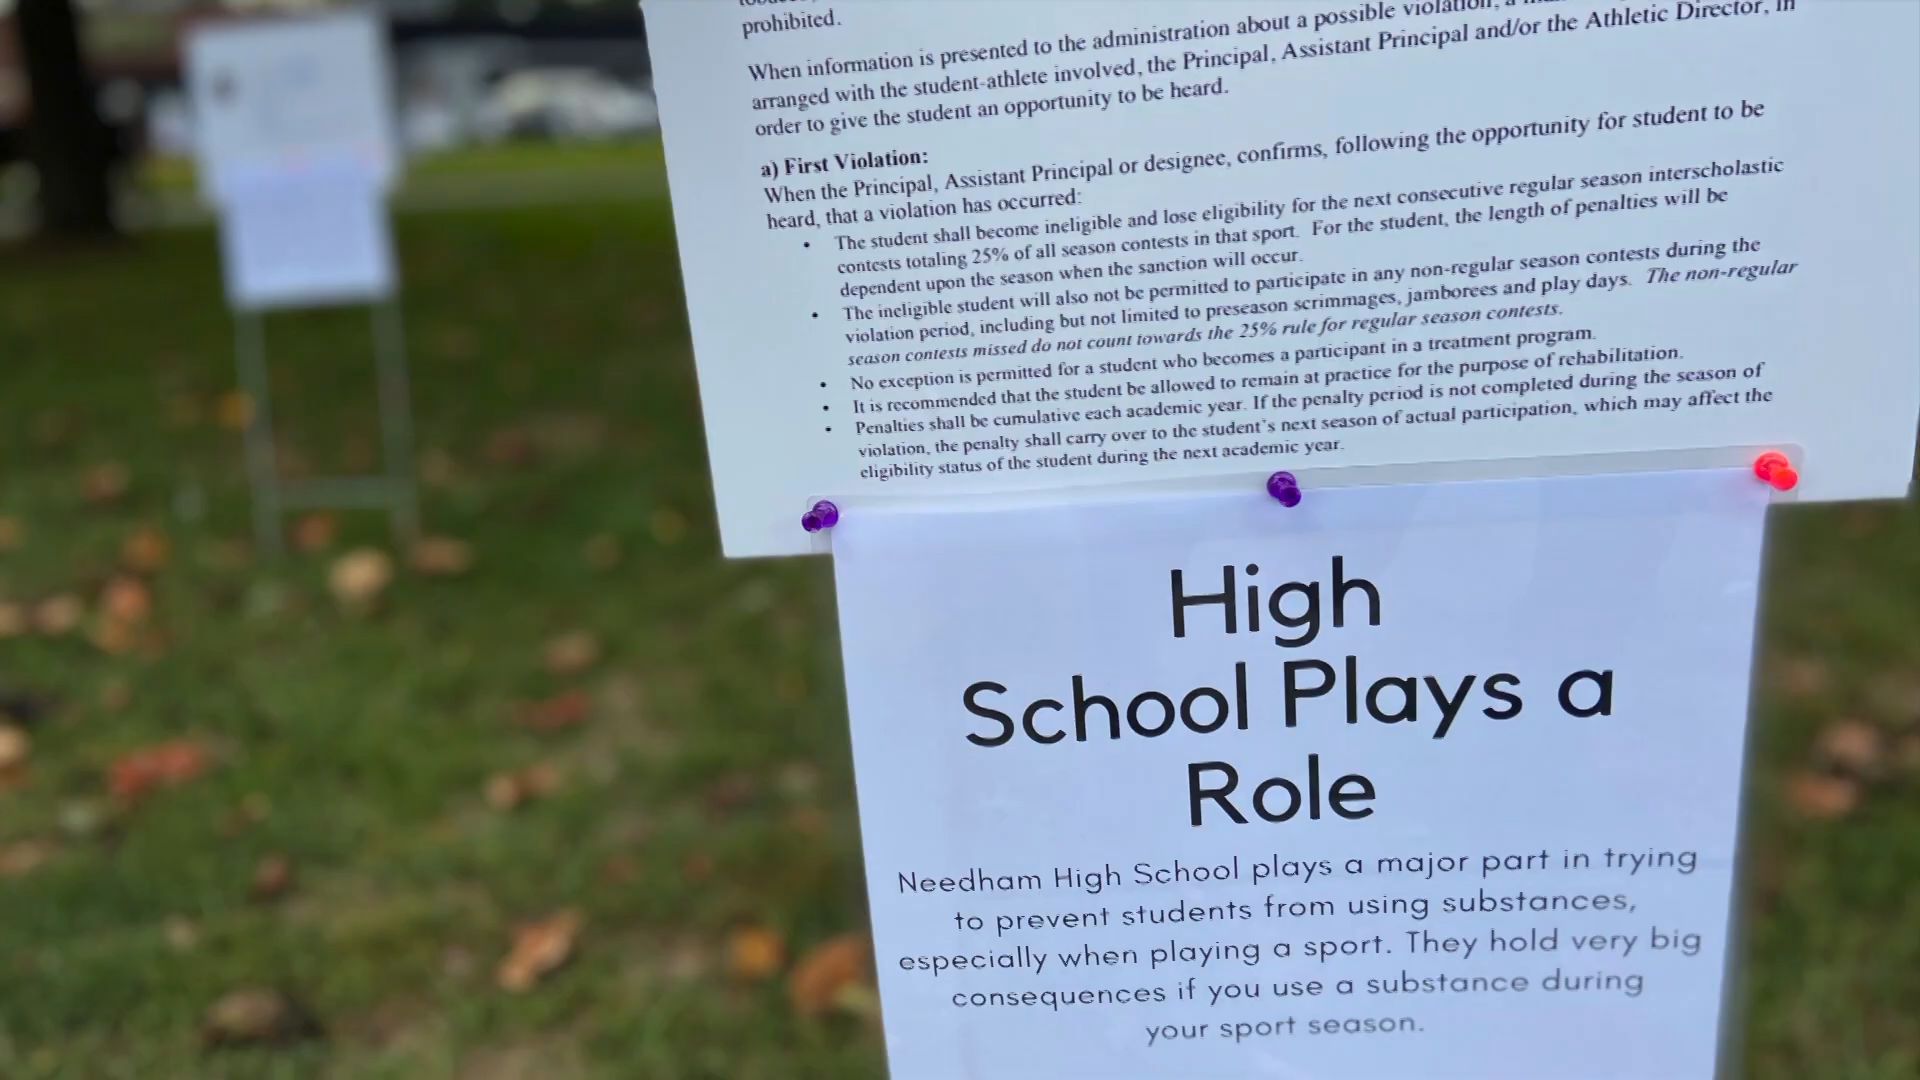 prohibited.
When information is presented to the administration about a possible violation, a
arranged with the student-athlete involved, the Principal, Assistant Principal and/or the Athletic Director, in
order to give the student an opportunity to be heard.
a) First Violation:
When the Principal, Assistant Principal or designee, confirms, following the opportunity for student to be
heard, that a violation has occurred:
• The student shall become ineligible and lose eligibility for the next consecutive regular season interscholastic
contests totaling 25% of all season contests in that sport. For the student, the length of penalties will be
dependent upon the season when the sanction will occur.
• The ineligible student will also not be permitted to participate in any non-regular season contests during the
violation period, including but not limited to preseason scrimmages, jamborees and play days. The non-regular
season contests missed do not count towards the 25% rule for regular season contests.
• No exception is permitted for a student who becomes a participant in a treatment program.
• It is recommended that the student be allowed to remain at practice for the purpose of rehabilitation.
• Penalties shall be cumulative each academic year. If the penalty period is not completed during the season of
violation, the penalty shall carry over to the student's next season of actual participation, which may affect the
eligibility status of the student during the next academic year.
High
School Plays a
Role
Needham High School plays a major part in trying
to prevent students from using substances,
especially when playing a sport. They hold very big
consequences if you use a substance during
your sport season.